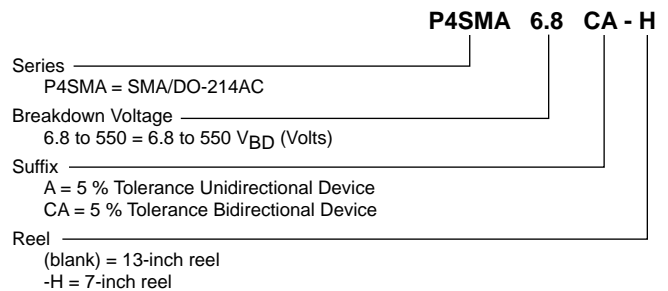 P4SMA 6.8 CA - H
Series
P4SMA = SMA/DO-214AC
Breakdown Voltage
6.8 to 550 = 6.8 to 550 VBD (Volts)
Suffix
A = 5 % Tolerance Unidirectional Device
CA = 5 % Tolerance Bidirectional Device
Reel
(blank) = 13-inch reel
-H = 7-inch reel